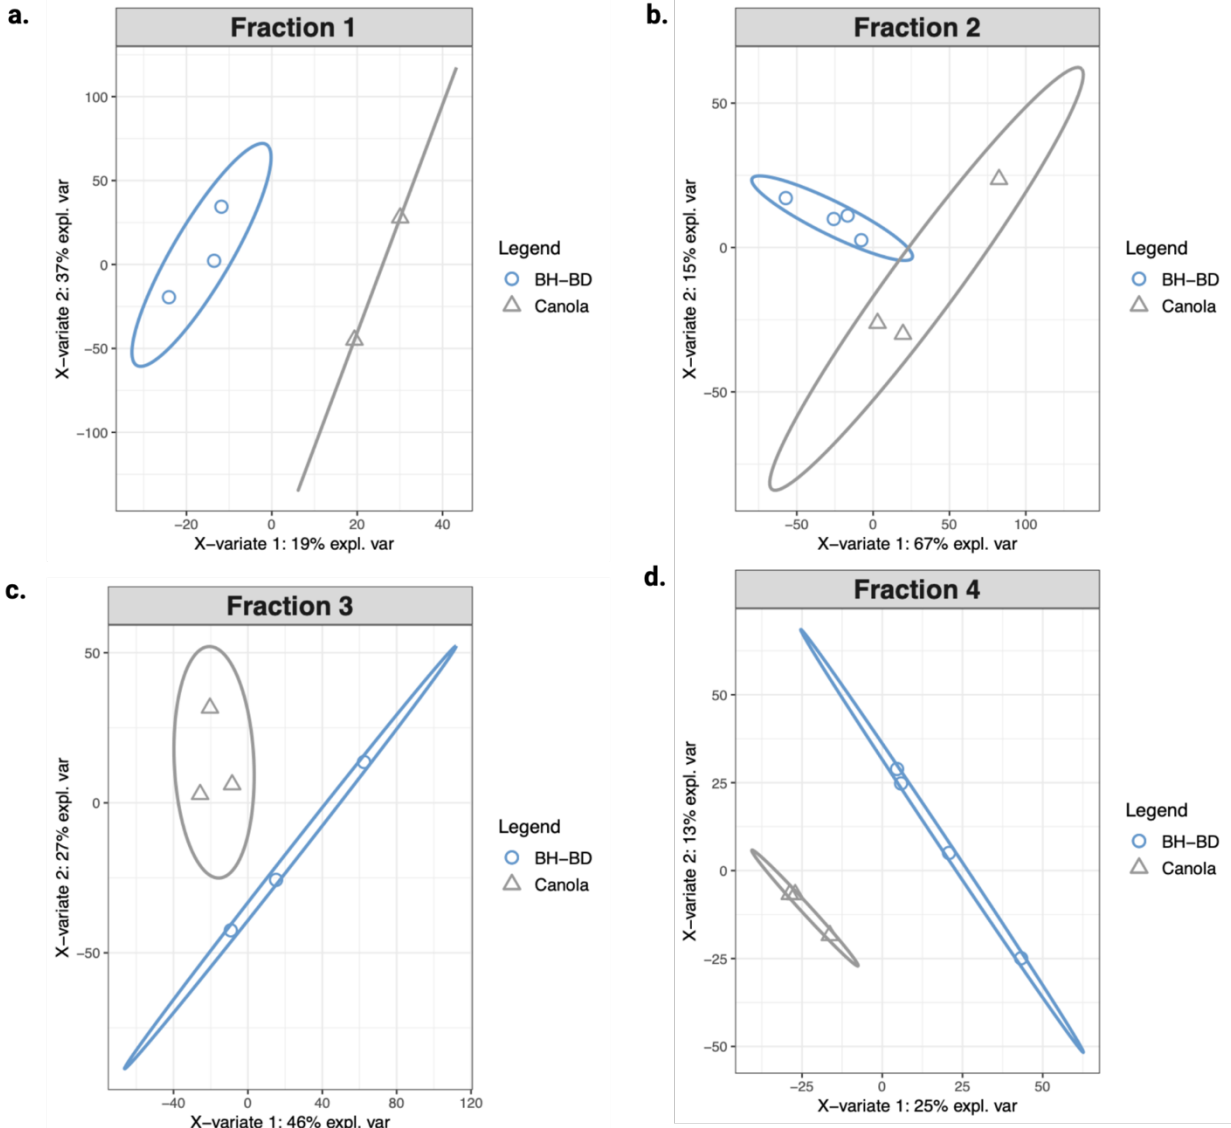 a.
Fraction 1
X−variate 2: 37% expl. var
100
50
0
−50
−100
−20
0
20
40
X−variate 1: 19% expl. var
Legend
BH−BD
Canola
b.
Fraction 2
X−variate 2: 15% expl. var
50
0
−50
−50
0
50
100
X−variate 1: 67% expl. var
Legend
BH−BD
Canola
c.
Fraction 3
X−variate 2: 27% expl. var
50
0
−50
−40
0
40
80
120
X−variate 1: 46% expl. var
Legend
BH−BD
Canola
d.
Fraction 4
X−variate 2: 13% expl. var
50
25
0
−25
−50
−25
0
25
50
X−variate 1: 25% expl. var
Legend
BH−BD
Canola